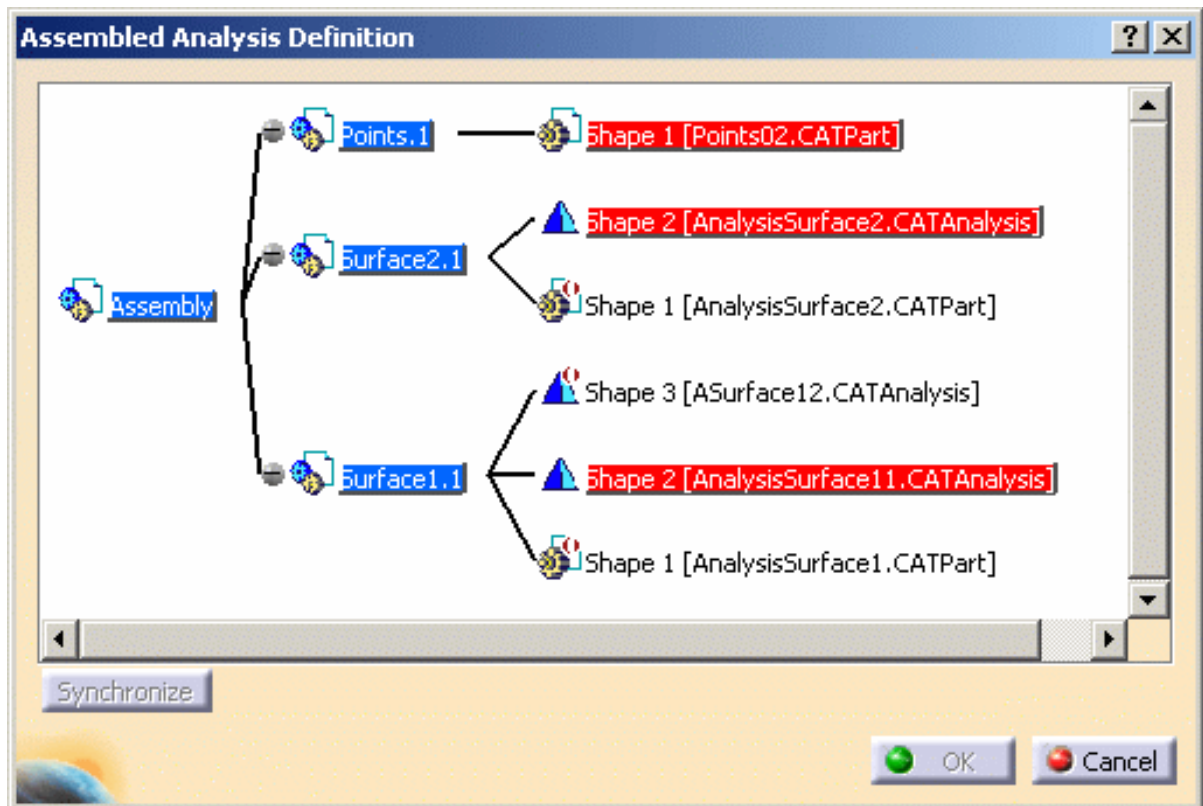 Assembled Analysis Definition
Points.1 Shape 1 [Points02.CATPart]
Shape 2 [AnalysisSurface2.CATAnalysis]
Surface2.1
Assembly Shape 1 [AnalysisSurface2.CATPart]
Shape 3 [ASurface12.CATAnalysis]
Surface1.1 Shape 2 [AnalysisSurface11.CATAnalysis]
Shape 1 [AnalysisSurface1.CATPart]
Synchronize
OK Cancel